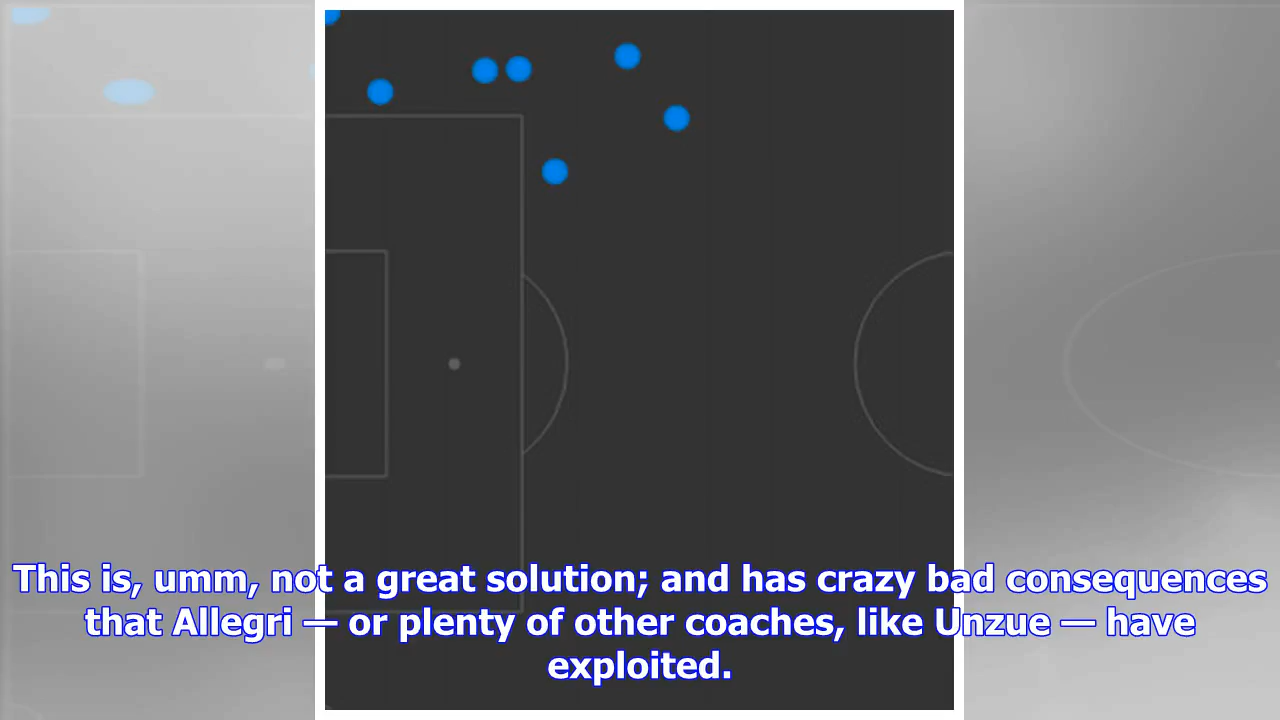 This is, umm, not a great solution; and has crazy bad consequences
that Allegri — or plenty of other coaches, like Unzue — have
exploited.